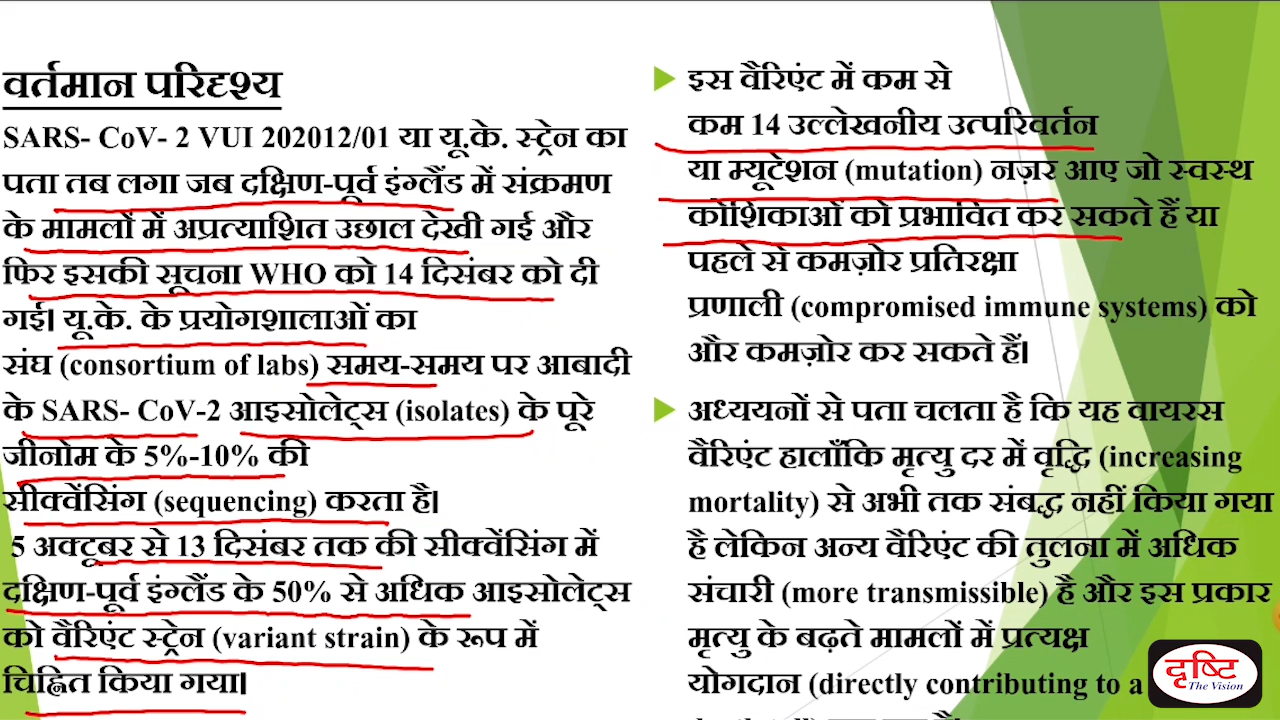 वर्तमान परिदृश्य
SARS- CoV- 2 VUI 202012/01 या यू.के. स्ट्रेन का
पता तब लगा जब दक्षिण-पूर्व इंग्लैंड में संक्रमण
के मामलों में अप्रत्याशित उछाल देखी गई और
फिर इसकी सूचना WHO को 14 दिसंबर को दी
गई। यू.के. के प्रयोगशालाओं का
संघ (consortium of labs) समय-समय पर आबादी
के SARS- CoV-2 आइसोलेट्स (isolates) के पूरे
जीनोम के 5%-10% की
सीक्वेंसिंग (sequencing) करता है।
5 अक्टूबर से 13 दिसंबर तक की सीक्वेंसिंग में
दक्षिण-पूर्व इंग्लैंड के 50% से अधिक आइसोलेट्स
को वैरिएंट स्ट्रेन (variant strain) के रूप में
चिह्नित किया गया।
इस वैरिएंट में कम से
कम 14 उल्लेखनीय उत्परिवर्तन
या म्यूटेशन (mutation) नज़र आए जो स्वस्थ
कोशिकाओं को प्रभावित कर सकते हैं या
पहले से कमज़ोर प्रतिरक्षा
प्रणाली (compromised immune systems) को
और कमज़ोर कर सकते हैं।
अध्ययनों से पता चलता है कि यह वायरस
वैरिएंट हालाँकि मृत्यु दर में वृद्धि (increasing
mortality) से अभी तक संबद्ध नहीं किया गया
है लेकिन अन्य वैरिएंट की तुलना में अधिक
संचारी (more transmissible) है और इस प्रकार
मृत्यु के बढ़ते मामलों में प्रत्यक्ष
योगदान (directly contributing to a
दृष्टि
The Vision